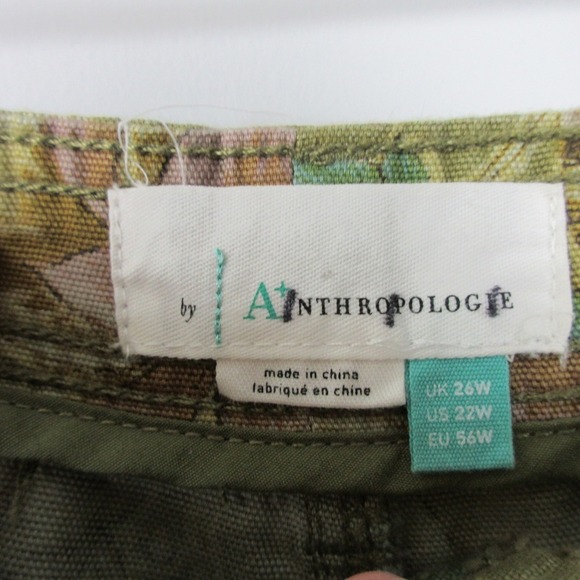 by A+NTHROPOLOGIE
made in china
fabriqué en chine
UK 26W
US 22W
EU 56W